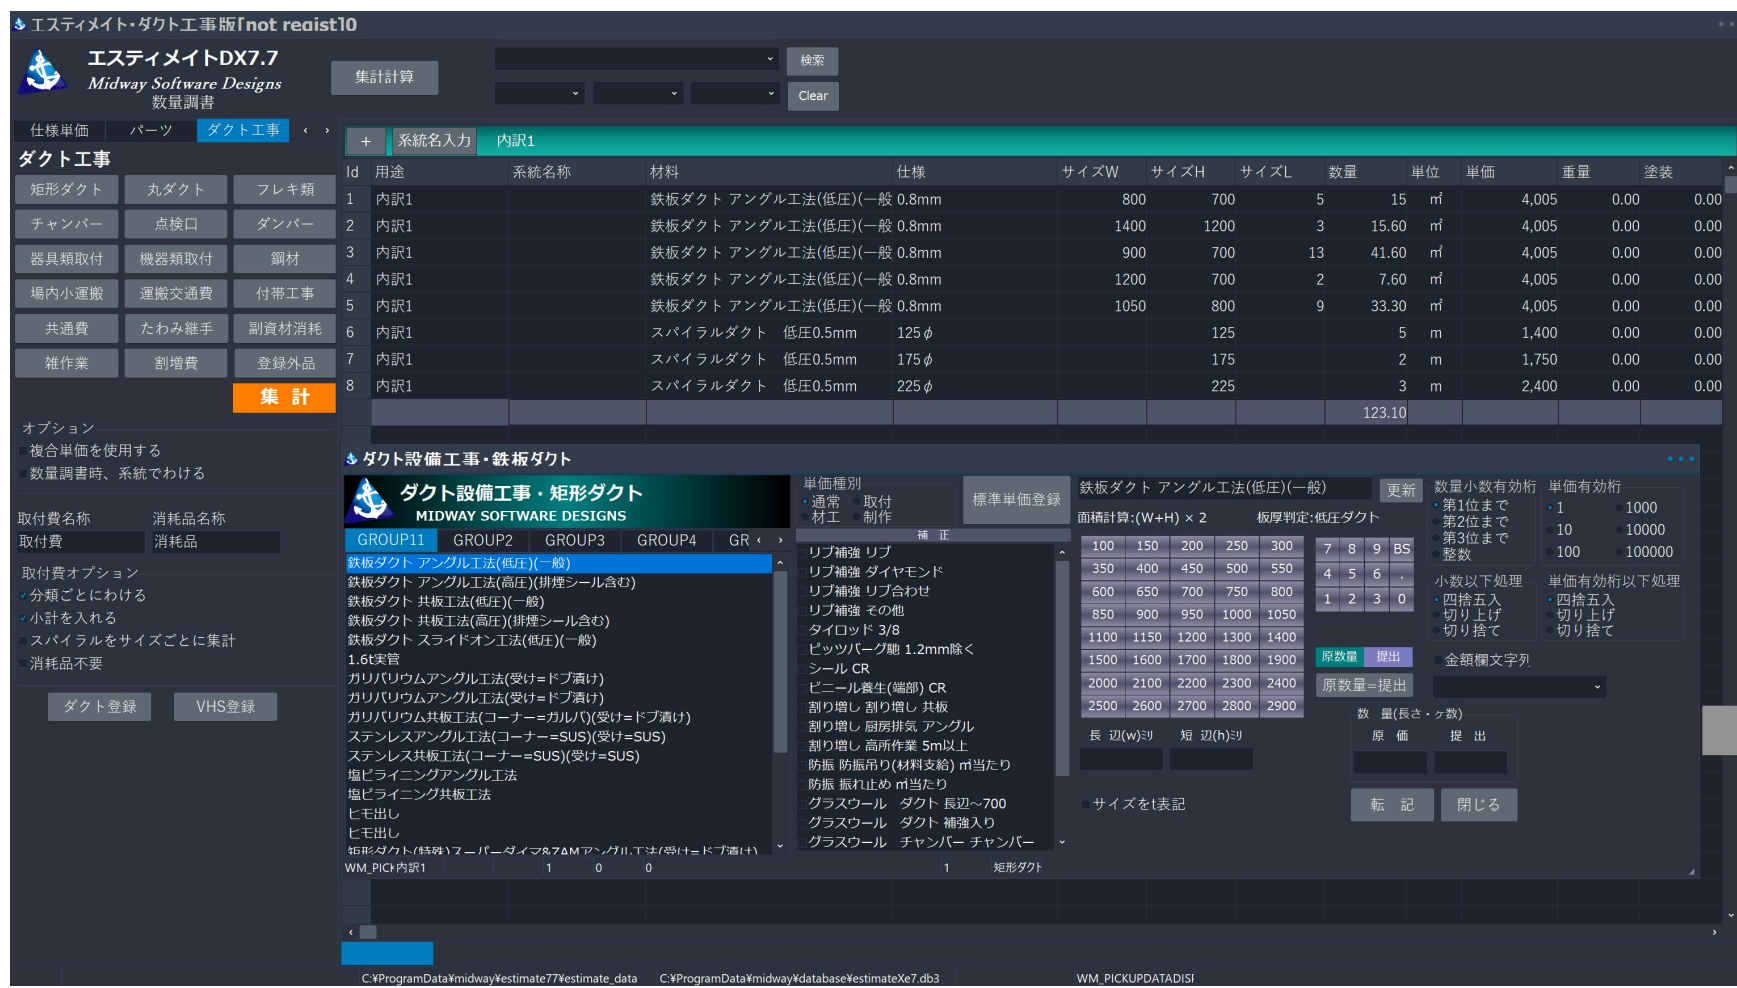 エスティメイト・ダクト工事版[not regist]0
エスティメイトDX7.7
Midway Software Designs
数量調書
集計計算
検索
Clear
仕様単価 パーツ ダクト工事
ダクト工事
矩形ダクト 丸ダクト フレキ類
チャンバー 点検口 ダンパー
器具類取付 機器類取付 鋼材
場内小運搬 運搬交通費 付帯工事
共通費 たわみ継手 副資材消耗
雑作業 割増費 登録外品
集 計
オプション
複合単価を使用する
数量調書時、系統でわける
取付費名称 消耗品名称
取付費 消耗品
取付費オプション
分類ごとにわける
小計を入れる
スパイラルをサイズごとに集計
消耗品不要
ダクト登録 VHS登録
+ 系統名入力 内訳1
Id 用途 系統名称 材料 仕様 サイズW サイズH サイズL 数量 単位 単価 重量 塗装
1 内訳1 鉄板ダクト アングル工法(低圧)(一般 0.8mm 800 700 5 15 ㎡ 4,005 0.00 0.00
2 内訳1 鉄板ダクト アングル工法(低圧)(一般 0.8mm 1400 1200 3 15.60 ㎡ 4,005 0.00 0.00
3 内訳1 鉄板ダクト アングル工法(低圧)(一般 0.8mm 900 700 13 41.60 ㎡ 4,005 0.00 0.00
4 内訳1 鉄板ダクト アングル工法(低圧)(一般 0.8mm 1200 700 2 7.60 ㎡ 4,005 0.00 0.00
5 内訳1 鉄板ダクト アングル工法(低圧)(一般 0.8mm 1050 800 9 33.30 ㎡ 4,005 0.00 0.00
6 内訳1 スパイラルダクト 低圧0.5mm 125φ 125 5 m 1,400 0.00 0.00
7 内訳1 スパイラルダクト 低圧0.5mm 175φ 175 2 m 1,750 0.00 0.00
8 内訳1 スパイラルダクト 低圧0.5mm 225φ 225 3 m 2,400 0.00 0.00
123.10
ダクト設備工事・鉄板ダクト
ダクト設備工事・矩形ダクト
MIDWAY SOFTWARE DESIGNS
GROUP11 GROUP2 GROUP3 GROUP4 GR
鉄板ダクト アングル工法(低圧)(一般)
鉄板ダクト アングル工法(高圧)(排煙シール含む)
鉄板ダクト 共板工法(低圧)(一般)
鉄板ダクト 共板工法(高圧)(排煙シール含む)
鉄板ダクト スライドオン工法(低圧)(一般)
1.6t実管
ガリバリウムアングル工法(受け=ドブ漬け)
ガリバリウムアングル工法(受け=ドブ漬け)
ガリバリウム共板工法(コーナー=ガルバ)(受け=ドブ漬け)
ステンレスアングル工法(コーナー=SUS)(受け=SUS)
ステンレス共板工法(コーナー=SUS)(受け=SUS)
塩ビライニングアングル工法
塩ビライニング共板工法
ヒモ出し
ヒモ出し
矩形ダクト(特殊)スーパーダイマ&ZAMアングル工法(受け=ドブ漬け)
単価種別
通常 取付
材工 製作
標準単価登録
補 正
リブ補強 リブ
リブ補強 ダイヤモンド
リブ補強 リブ合わせ
リブ補強 その他
タイロッド 3/8
ピッツバーグ馳 1.2mm除く
シール CR
ビニール養生(端部) CR
割り増し 割り増し 共板
割り増し 厨房排気 アングル
割り増し 高所作業 5m以上
防振 防振吊り(材料支給) ㎡当たり
防振 振れ止め ㎡当たり
グラスウール ダクト 長辺～700
グラスウール ダクト 補強入り
グラスウール チャンバー チャンバー
鉄板ダクト アングル工法(低圧)(一般) 更新
面積計算:(W+H) × 2 板厚判定:低圧ダクト
100 150 200 250 300
350 400 450 500 550
600 650 700 750 800
850 900 950 1000 1050
1100 1150 1200 1300 1400
1500 1600 1700 1800 1900
2000 2100 2200 2300 2400
2500 2600 2700 2800 2900
7 8 9 BS
4 5 6 .
1 2 3 0
原数量 提出
原数量=提出
数量小数有効桁
第1位まで
第2位まで
第3位まで
整数
単価有効桁
1 1000
10 10000
100 100000
小数以下処理
四捨五入
切り上げ
切り捨て
単価有効桁以下処理
四捨五入
切り上げ
切り捨て
金額欄文字列
長 辺(w)ミリ 短 辺(h)ミリ
数 量(長さ・ヶ数)
原 価 提 出
サイズをt表記
転 記 閉じる
WM_PICK 内訳1 1 0 0 1 矩形ダクト
C:¥ProgramData¥midway¥estimate77¥estimate_data C:¥ProgramData¥midway¥database¥estimateXe7.db3 WM_PICKUPDATADISF